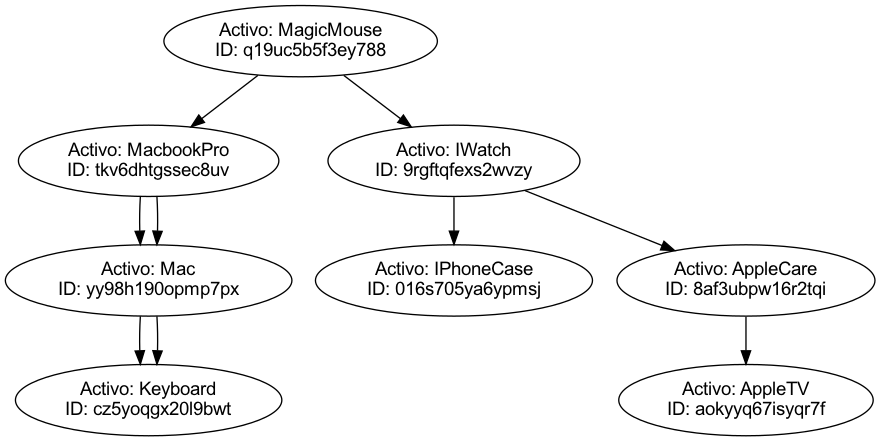 Activo: MagicMouse
ID: q19uc5b5f3ey788
Activo: MacbookPro
ID: tkv6dhtgssec8uv
Activo: IWatch
ID: 9rgftqfexs2wvzy
Activo: Mac
ID: yy98h190opmp7px
Activo: IPhoneCase
ID: 016s705ya6ypmsj
Activo: AppleCare
ID: 8af3ubpw16r2tqi
Activo: Keyboard
ID: cz5yoqgx20l9bwt
Activo: AppleTV
ID: aokyyq67isyqr7f